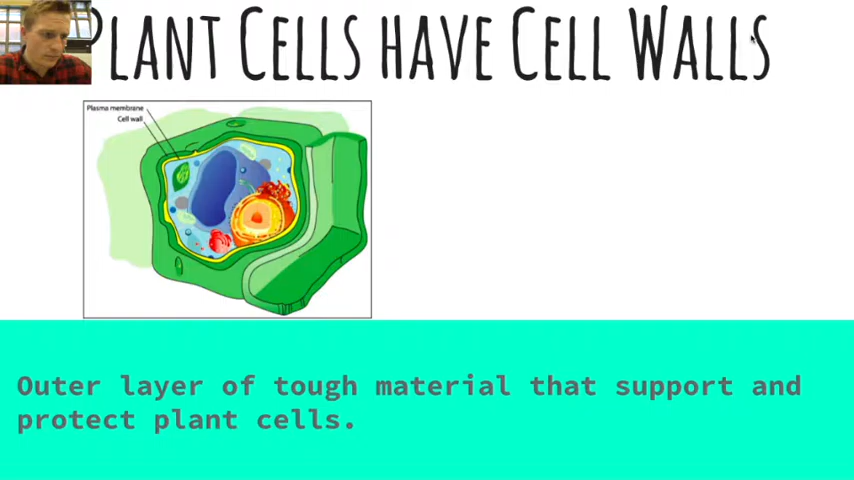 PLANT CELLS HAVE CELL WALLS
Plasma membrane
Cell wall
Outer layer of tough material that support and
protect plant cells.